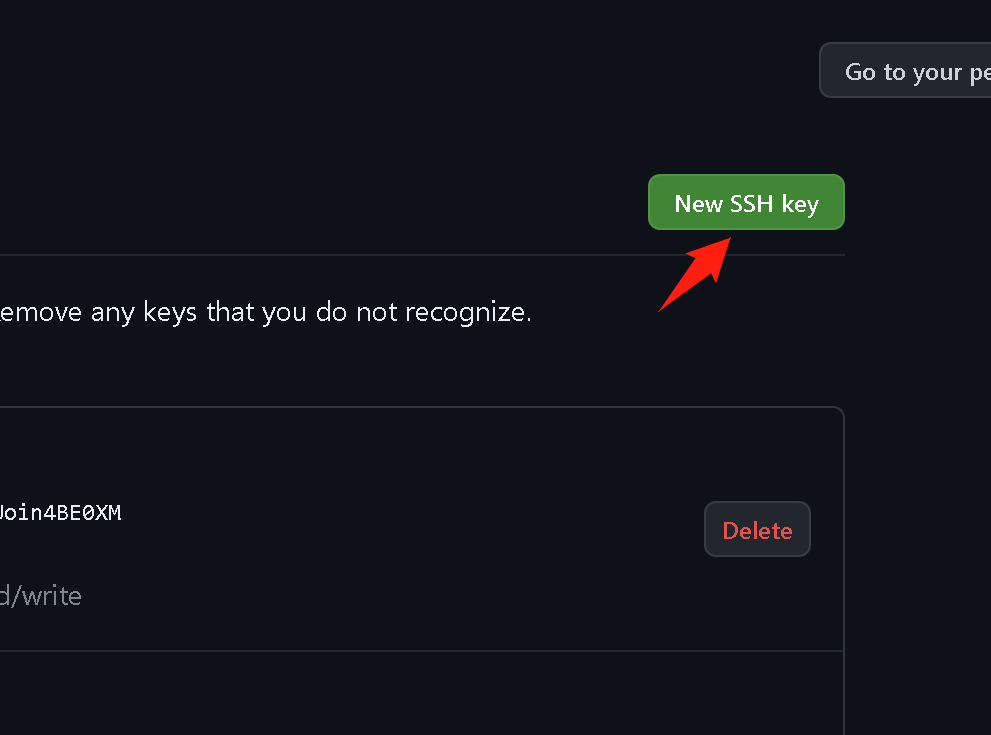 Go to your pe
New SSH key
emove any keys that you do not recognize.
Join4BE0XM
Delete
d/write